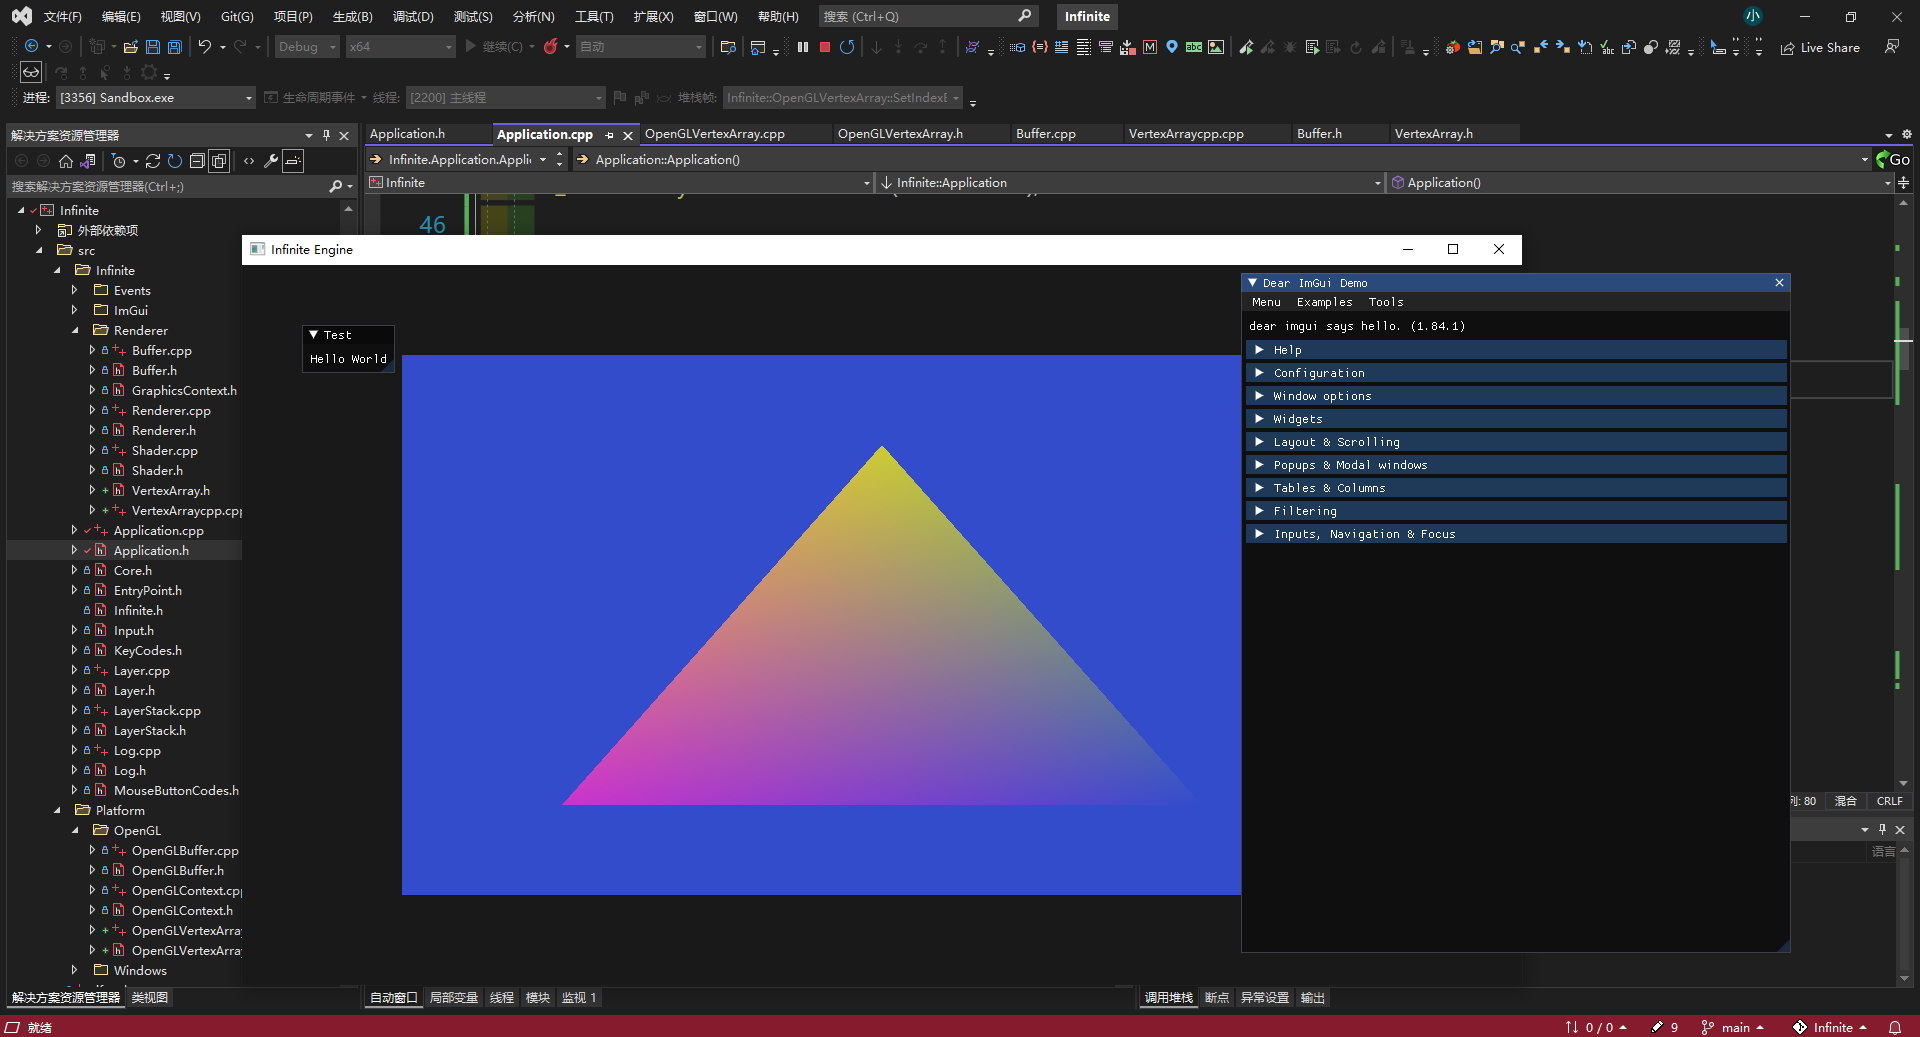 文件(F) 编辑(E) 视图(V) Git(G) 项目(P) 生成(B) 调试(D) 测试(S) 分析(N) 工具(T) 扩展(X) 窗口(W) 帮助(H) 搜索 (Ctrl+Q) Infinite 小
Debug x64 继续(C) 自动 Live Share
进程: [3356] Sandbox.exe 生命周期事件 线程: [2200] 主线程 堆栈帧: Infinite::OpenGLVertexArray::SetIndexE
解决方案资源管理器
搜索解决方案资源管理器(Ctrl+;)
Infinite
外部依赖项
src
Infinite
Events
ImGui
Renderer
Buffer.cpp
Buffer.h
GraphicsContext.h
Renderer.cpp
Renderer.h
Shader.cpp
Shader.h
VertexArray.h
VertexArraycpp.cpp
Application.cpp
Application.h
Core.h
EntryPoint.h
Infinite.h
Input.h
KeyCodes.h
Layer.cpp
Layer.h
LayerStack.cpp
LayerStack.h
Log.cpp
Log.h
MouseButtonCodes.h
Platform
OpenGL
OpenGLBuffer.cpp
OpenGLBuffer.h
OpenGLContext.cpp
OpenGLContext.h
OpenGLVertexArra
OpenGLVertexArra
Windows
解决方案资源管理器 类视图
Application.h Application.cpp OpenGLVertexArray.cpp OpenGLVertexArray.h Buffer.cpp VertexArraycpp.cpp Buffer.h VertexArray.h
Infinite.Application.Appli Application::Application() Go
Infinite Infinite::Application Application()
46
Infinite Engine
Test
Hello World
Dear ImGui Demo
Menu Examples Tools
dear imgui says hello. (1.84.1)
Help
Configuration
Window options
Widgets
Layout & Scrolling
Popups & Modal windows
Tables & Columns
Filtering
Inputs, Navigation & Focus
列: 80 混合 CRLF
语言
自动窗口 局部变量 线程 模块 监视 1
调用堆栈 断点 异常设置 输出
就绪 0 / 0 9 main Infinite